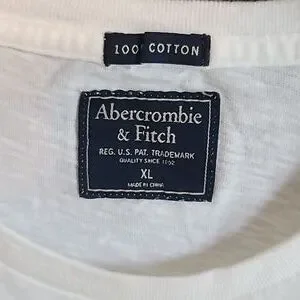 100 COTTON
Abercrombie
& Fitch
REG. U.S. PAT. TRADEMARK
QUALITY SINCE 1892
XL
MADE IN CHINA